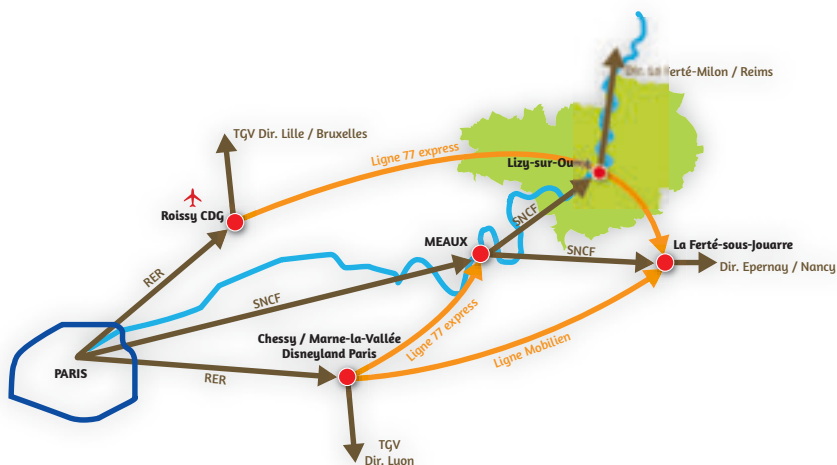 Dir. La Ferté-Milon / Reims
TGV Dir. Lille / Bruxelles
Ligne 77 express
Lizy-sur-Ou
Roissy CDG
SNCF
MEAUX
La Ferté-sous-Jouarre
SNCF
Dir. Epernay / Nancy
RER
SNCF
Ligne 77 express
Chessy / Marne-la-Vallée
Disneyland Paris
Ligne Mobilien
PARIS
RER
TGV
Dir. Lyon